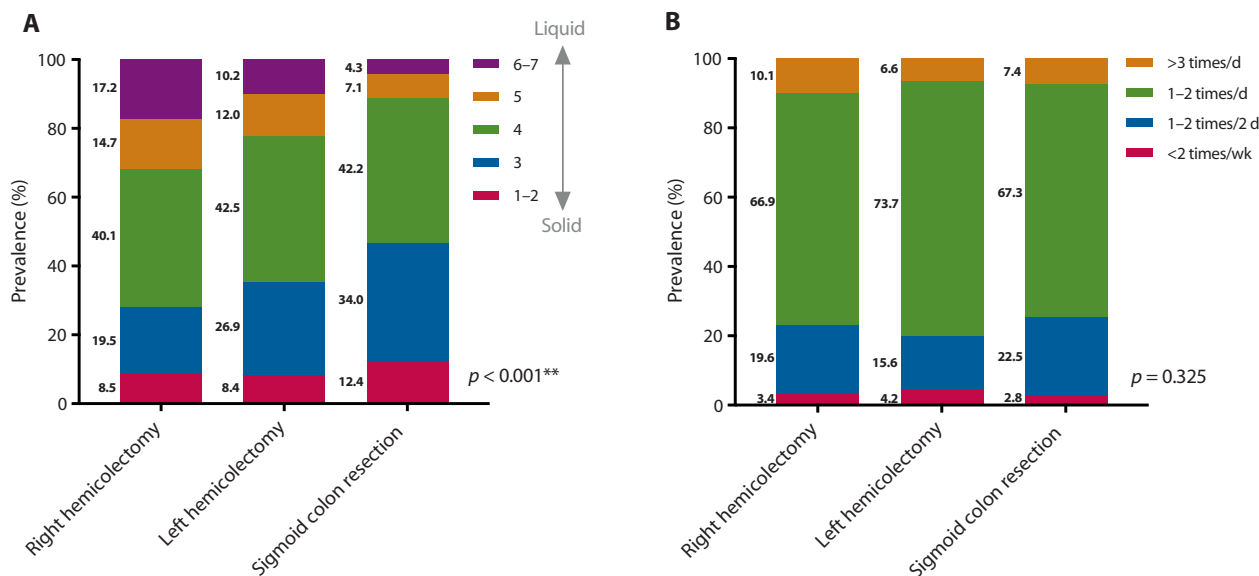 A
Liquid
100
80
60
40
20
0
Prevalence (%)
17.2
14.7
40.1
19.5
8.5
10.2
12.0
42.5
26.9
8.4
4.3
7.1
42.2
34.0
12.4
6–7
5
4
3
1–2
Solid
p < 0.001**
Right hemicolectomy
Left hemicolectomy
Sigmoid colon resection
B
100
80
60
40
20
0
Prevalence (%)
10.1
66.9
19.6
3.4
6.6
73.7
15.6
4.2
7.4
67.3
22.5
2.8
>3 times/d
1–2 times/d
1–2 times/2 d
<2 times/wk
p = 0.325
Right hemicolectomy
Left hemicolectomy
Sigmoid colon resection